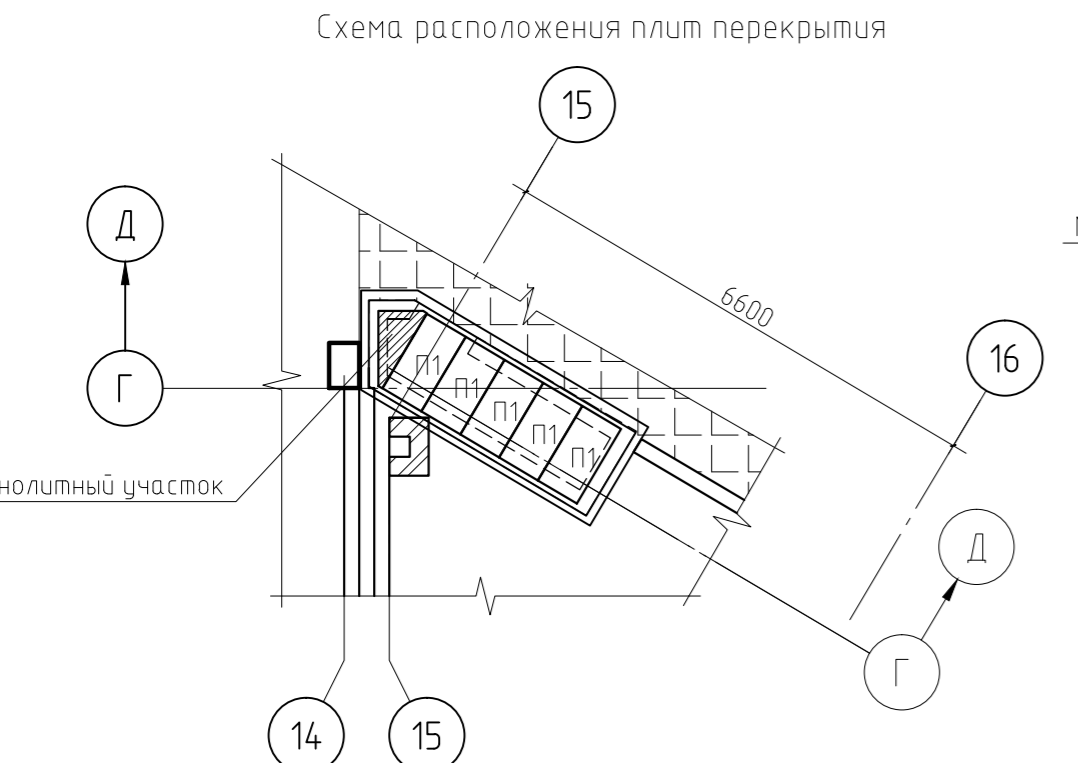 Схема расположения плит перекрытия
15
Д
6600
16
Г
П1
П1
П1
П1
П1
нолитный участок
Д
Г
14
15